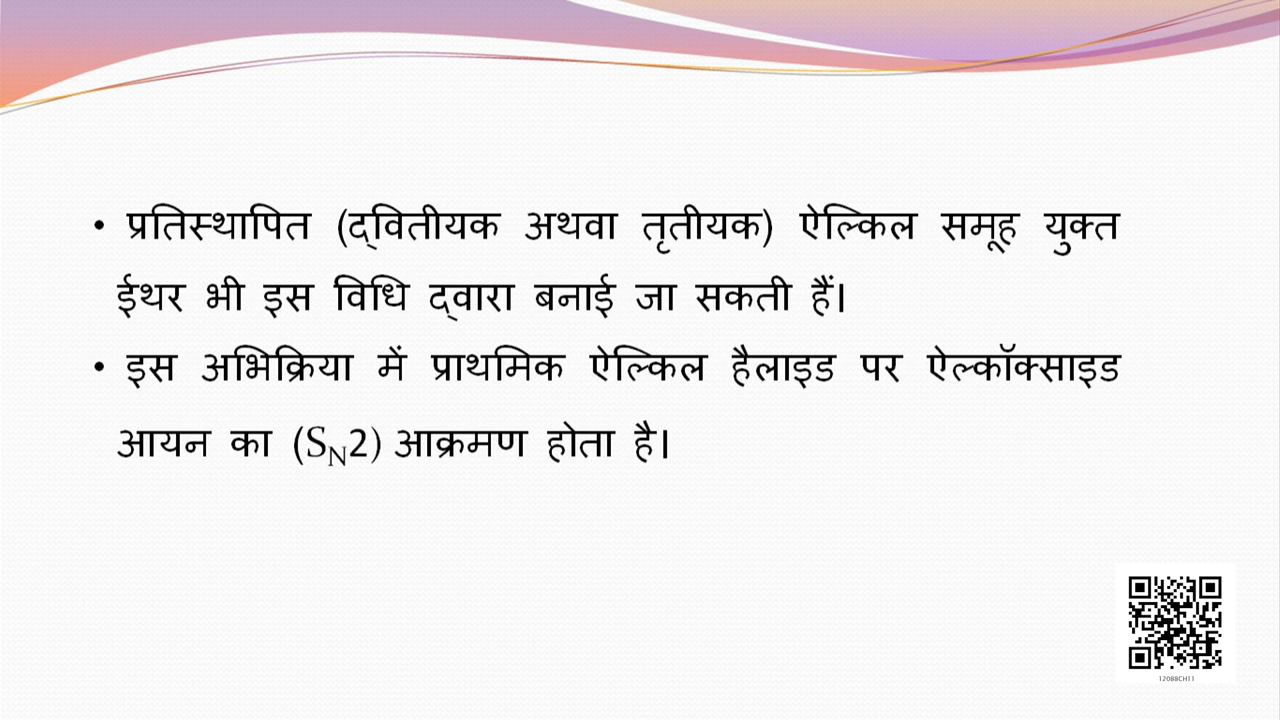 • प्रतिस्थापित (द्वितीयक अथवा तृतीयक) ऐल्किल समूह युक्त
ईथर भी इस विधि द्वारा बनाई जा सकती हैं।
• इस अभिक्रिया में प्राथमिक ऐल्किल हैलाइड पर ऐल्कॉक्साइड
आयन का (SN2) आक्रमण होता है।
12088CH11